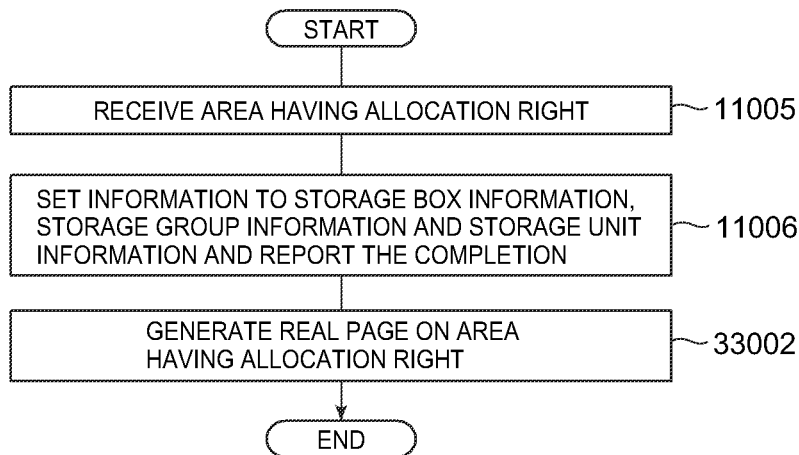 START
RECEIVE AREA HAVING ALLOCATION RIGHT
11005
SET INFORMATION TO STORAGE BOX INFORMATION,
STORAGE GROUP INFORMATION AND STORAGE UNIT
INFORMATION AND REPORT THE COMPLETION
11006
GENERATE REAL PAGE ON AREA
HAVING ALLOCATION RIGHT
33002
END